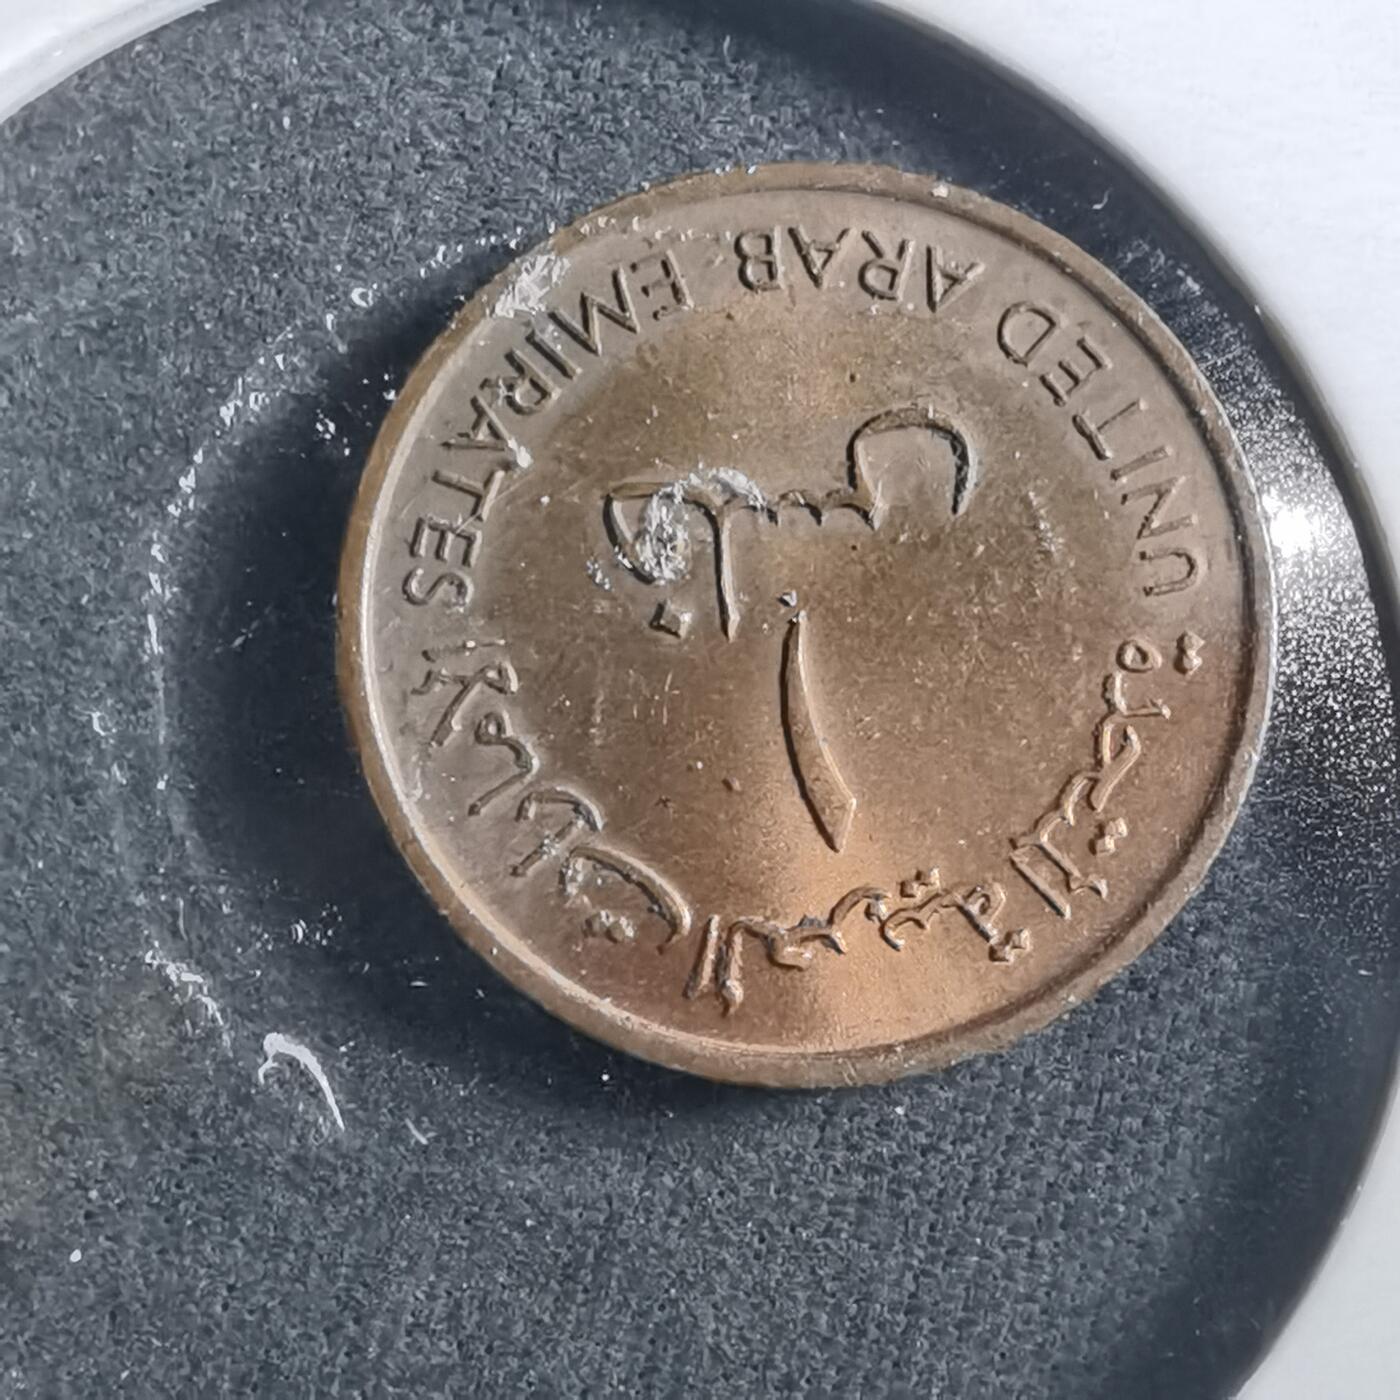 الإمارات العربية المتحدة
١
فلس
UNITED ARAB EMIRATES